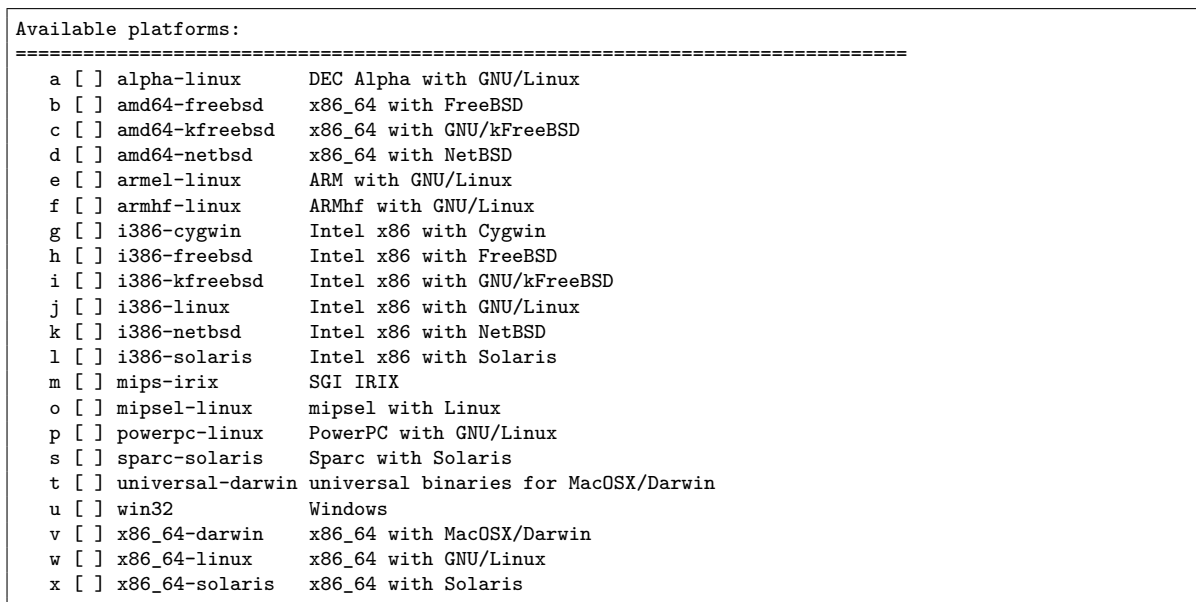 Available platforms:
===============================================================================
   a [ ] alpha-linux      DEC Alpha with GNU/Linux
   b [ ] amd64-freebsd    x86_64 with FreeBSD
   c [ ] amd64-kfreebsd   x86_64 with GNU/kFreeBSD
   d [ ] amd64-netbsd     x86_64 with NetBSD
   e [ ] armel-linux      ARM with GNU/Linux
   f [ ] armhf-linux      ARMhf with GNU/Linux
   g [ ] i386-cygwin      Intel x86 with Cygwin
   h [ ] i386-freebsd     Intel x86 with FreeBSD
   i [ ] i386-kfreebsd    Intel x86 with GNU/kFreeBSD
   j [ ] i386-linux       Intel x86 with GNU/Linux
   k [ ] i386-netbsd      Intel x86 with NetBSD
   l [ ] i386-solaris     Intel x86 with Solaris
   m [ ] mips-irix        SGI IRIX
   o [ ] mipsel-linux     mipsel with Linux
   p [ ] powerpc-linux    PowerPC with GNU/Linux
   s [ ] sparc-solaris    Sparc with Solaris
   t [ ] universal-darwin universal binaries for MacOSX/Darwin
   u [ ] win32            Windows
   v [ ] x86_64-darwin    x86_64 with MacOSX/Darwin
   w [ ] x86_64-linux     x86_64 with GNU/Linux
   x [ ] x86_64-solaris   x86_64 with Solaris